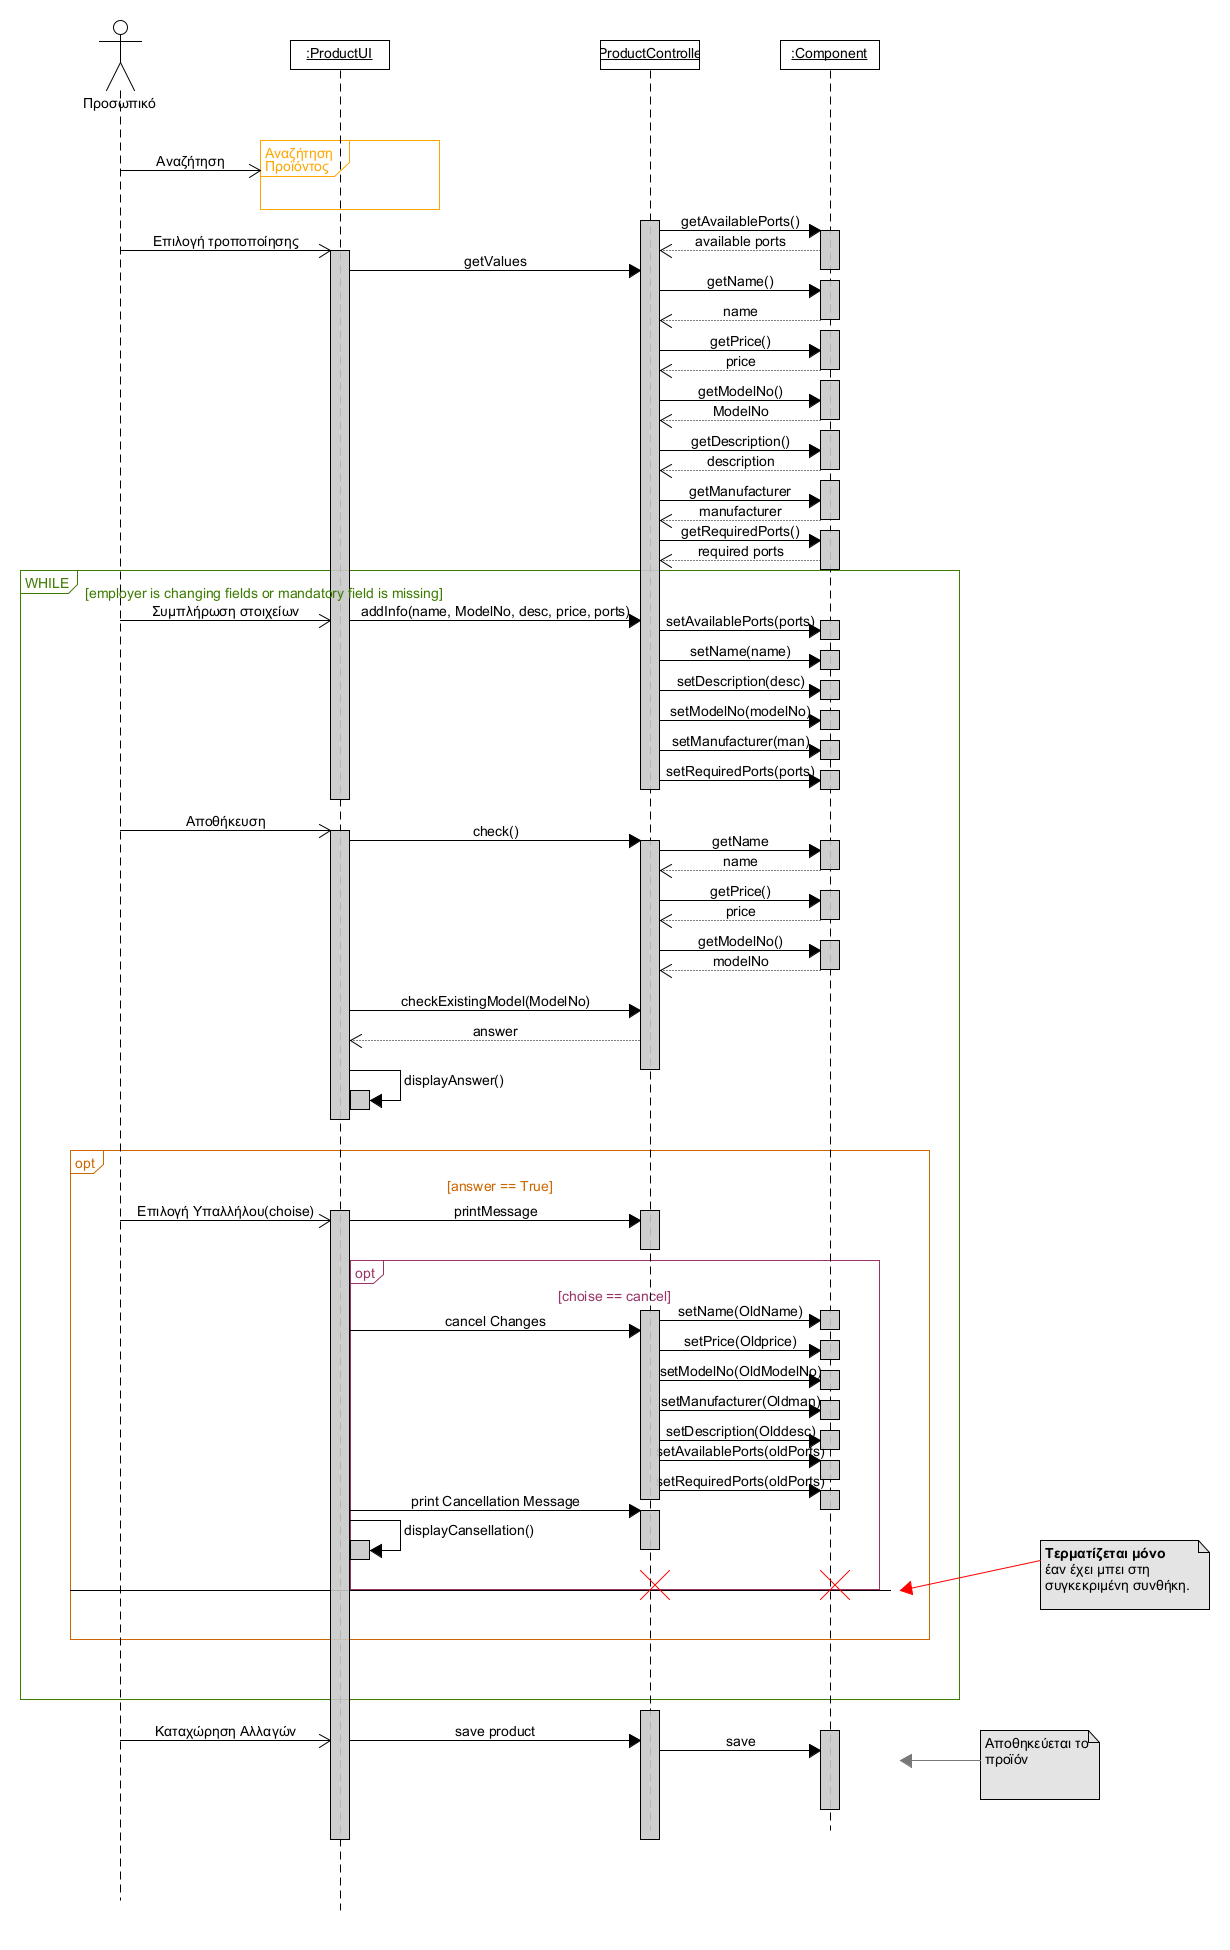 :ProductUI
ProductControlle
:Component
Προσωπικό
Αναζήτηση
Αναζήτηση
Προϊόντος
getAvailablePorts()
Επιλογή τροποποίησης
available ports
getValues
getName()
name
getPrice()
price
getModelNo()
ModelNo
getDescription()
description
getManufacturer
manufacturer
getRequiredPorts()
required ports
WHILE
[employer is changing fields or mandatory field is missing]
Συμπλήρωση στοιχείων
addInfo(name, ModelNo, desc, price, ports)
setAvailablePorts(ports)
setName(name)
setDescription(desc)
setModelNo(modelNo)
setManufacturer(man)
setRequiredPorts(ports)
Αποθήκευση
check()
getName
name
getPrice()
price
getModelNo()
modelNo
checkExistingModel(ModelNo)
answer
displayAnswer()
opt
[answer == True]
Επιλογή Υπαλλήλου(choise)
printMessage
opt
[choise == cancel]
setName(OldName)
cancel Changes
setPrice(Oldprice)
setModelNo(OldModelNo)
setManufacturer(Oldman)
setDescription(Olddesc)
setAvailablePorts(oldPorts)
setRequiredPorts(oldPorts)
print Cancellation Message
displayCansellation()
Τερματίζεται μόνο
έαν έχει μπει στη
συγκεκριμένη συνθήκη.
Καταχώρηση Αλλαγών
save product
save
Αποθηκεύεται το
προϊόν